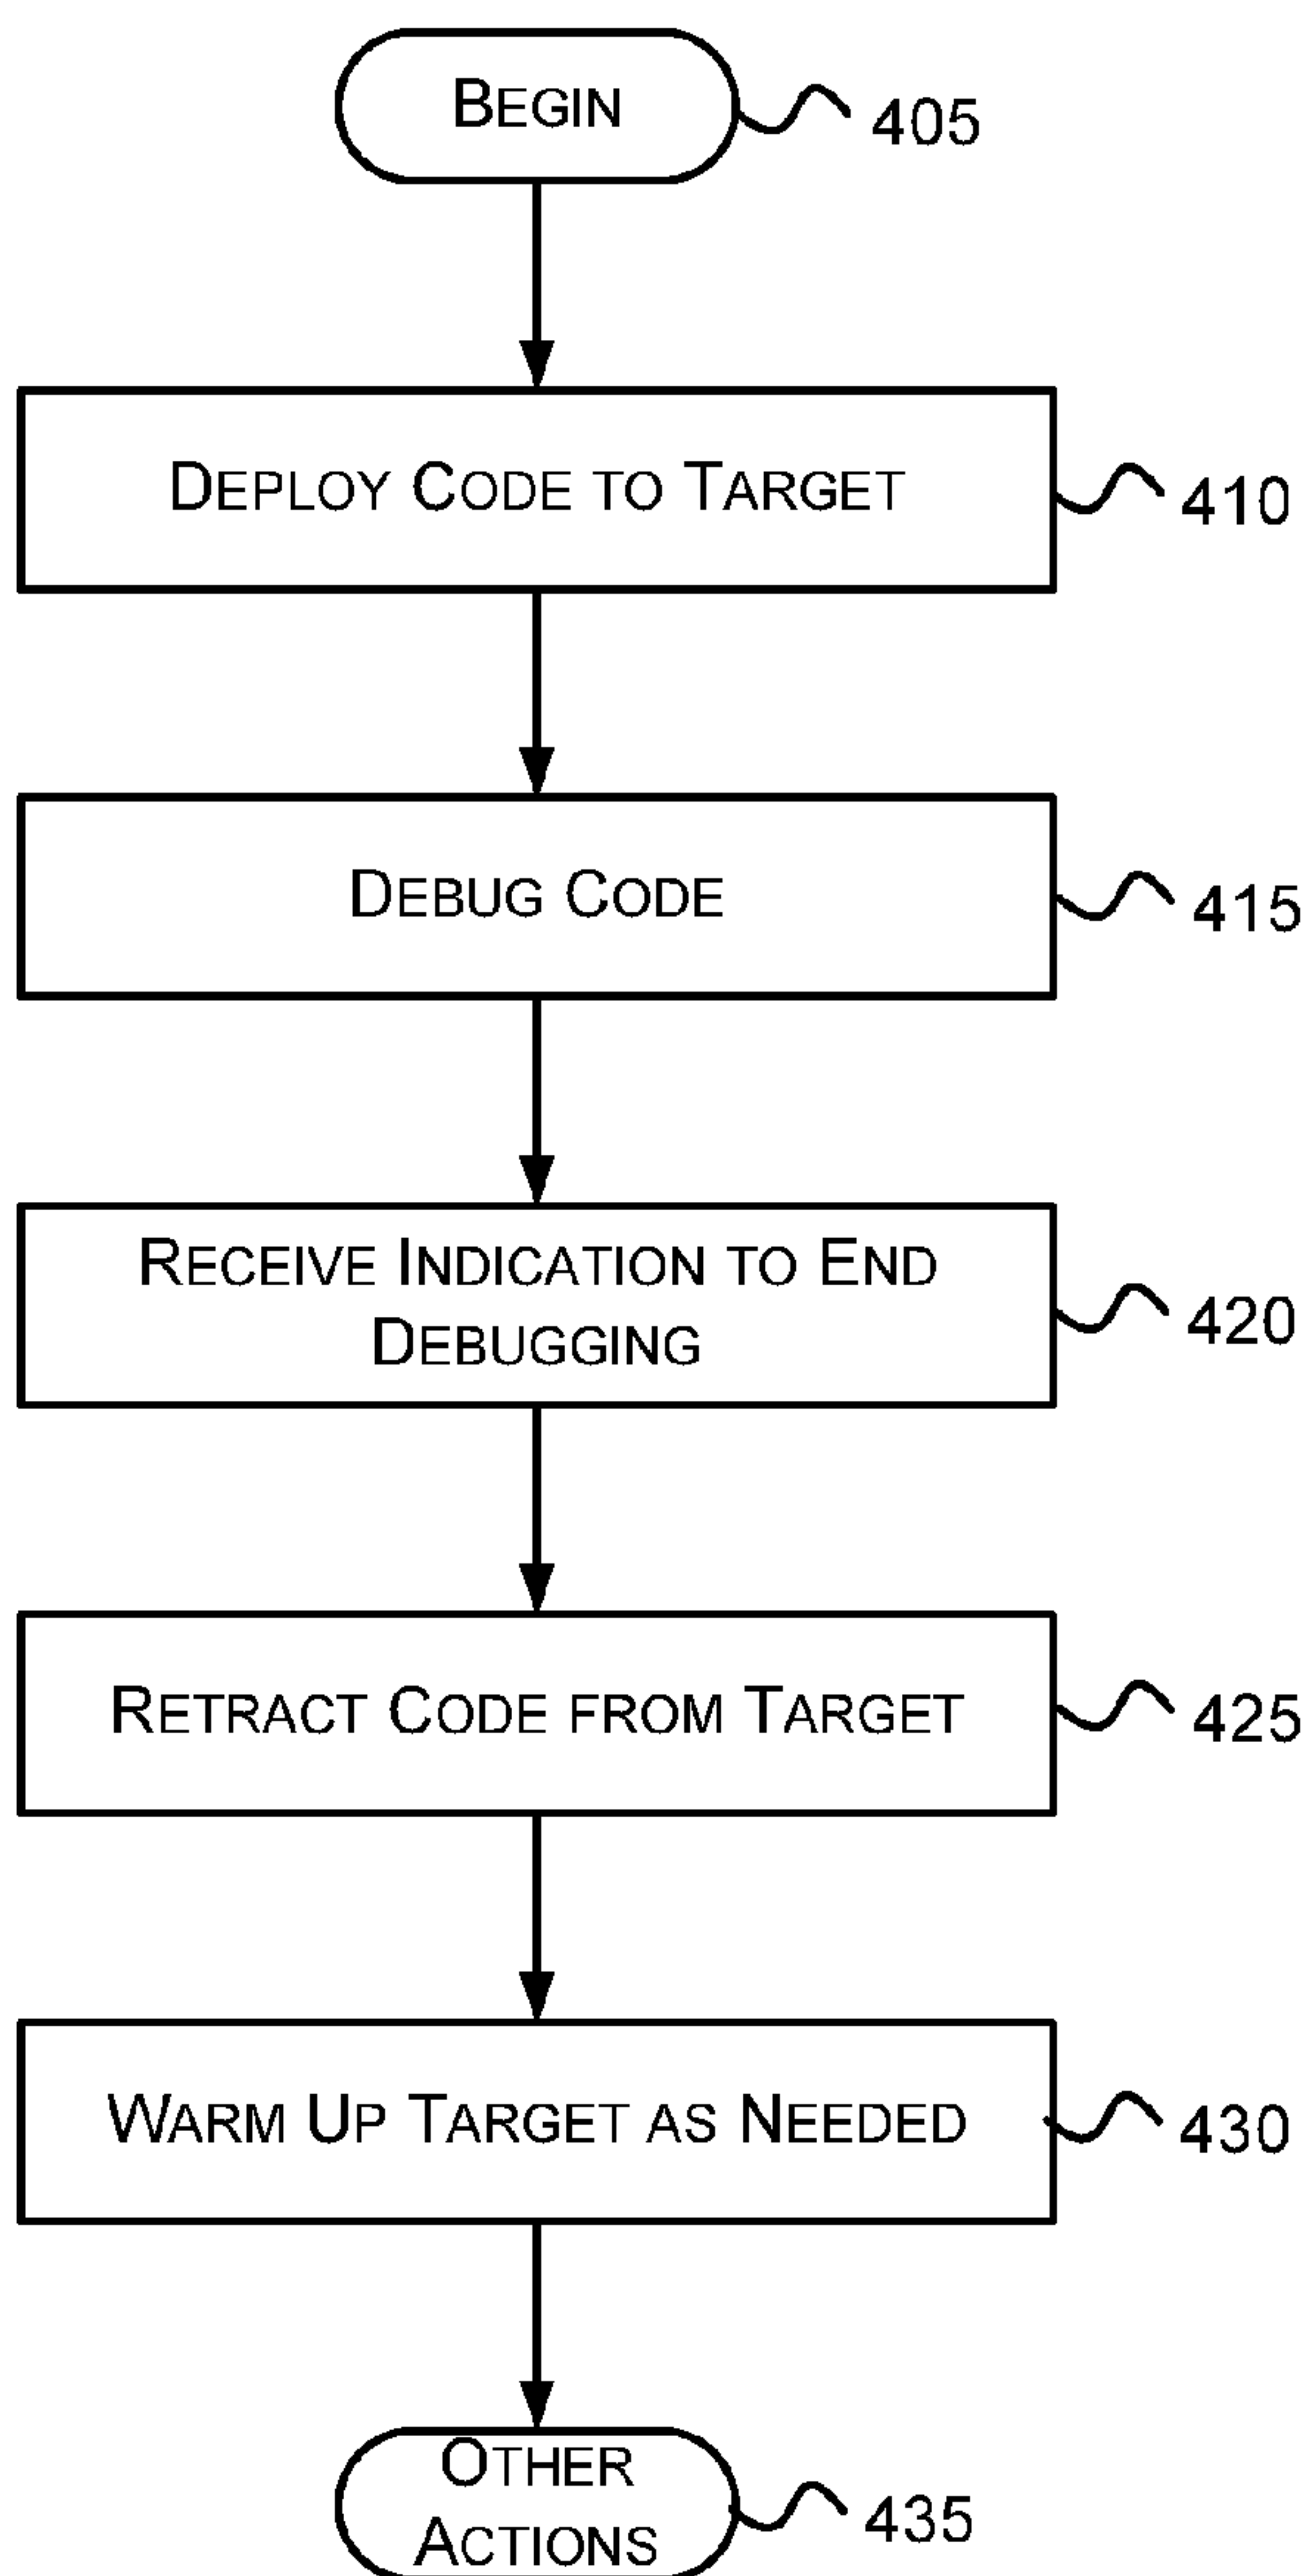 BEGIN
405
DEPLOY CODE TO TARGET
410
DEBUG CODE
415
RECEIVE INDICATION TO END
DEBUGGING
420
RETRACT CODE FROM TARGET
425
WARM UP TARGET AS NEEDED
430
OTHER
ACTIONS
435